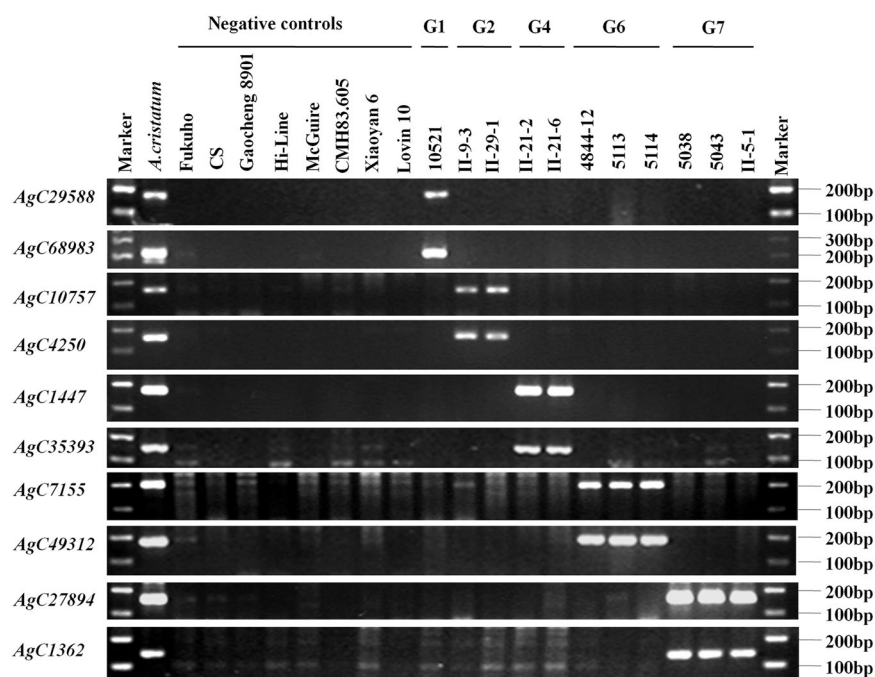 Negative controls G1 G2 G4 G6 G7
Marker A.cristatum Fukuho CS Gaocheng 8901 Hi-Line McGuire CMH83.605 Xiaoyan 6 Lovin 10 10521 II-9-3 II-29-1 II-21-2 II-21-6 4844-12 5113 5114 5038 5043 II-5-1 Marker
AgC29588 200bp
100bp
AgC68983 300bp
200bp
AgC10757 200bp
100bp
AgC4250 200bp
100bp
AgC1447 200bp
100bp
AgC35393 200bp
100bp
AgC7155 200bp
100bp
AgC49312 200bp
100bp
AgC27894 200bp
100bp
AgC1362 200bp
100bp